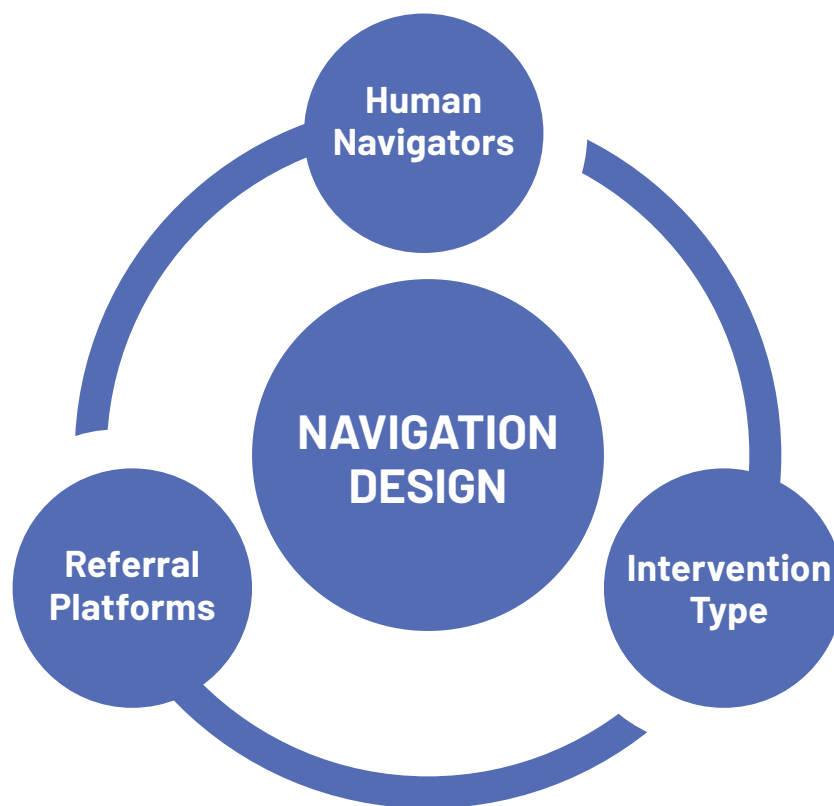 Human
Navigators
NAVIGATION
DESIGN
Referral
Platforms
Intervention
Type